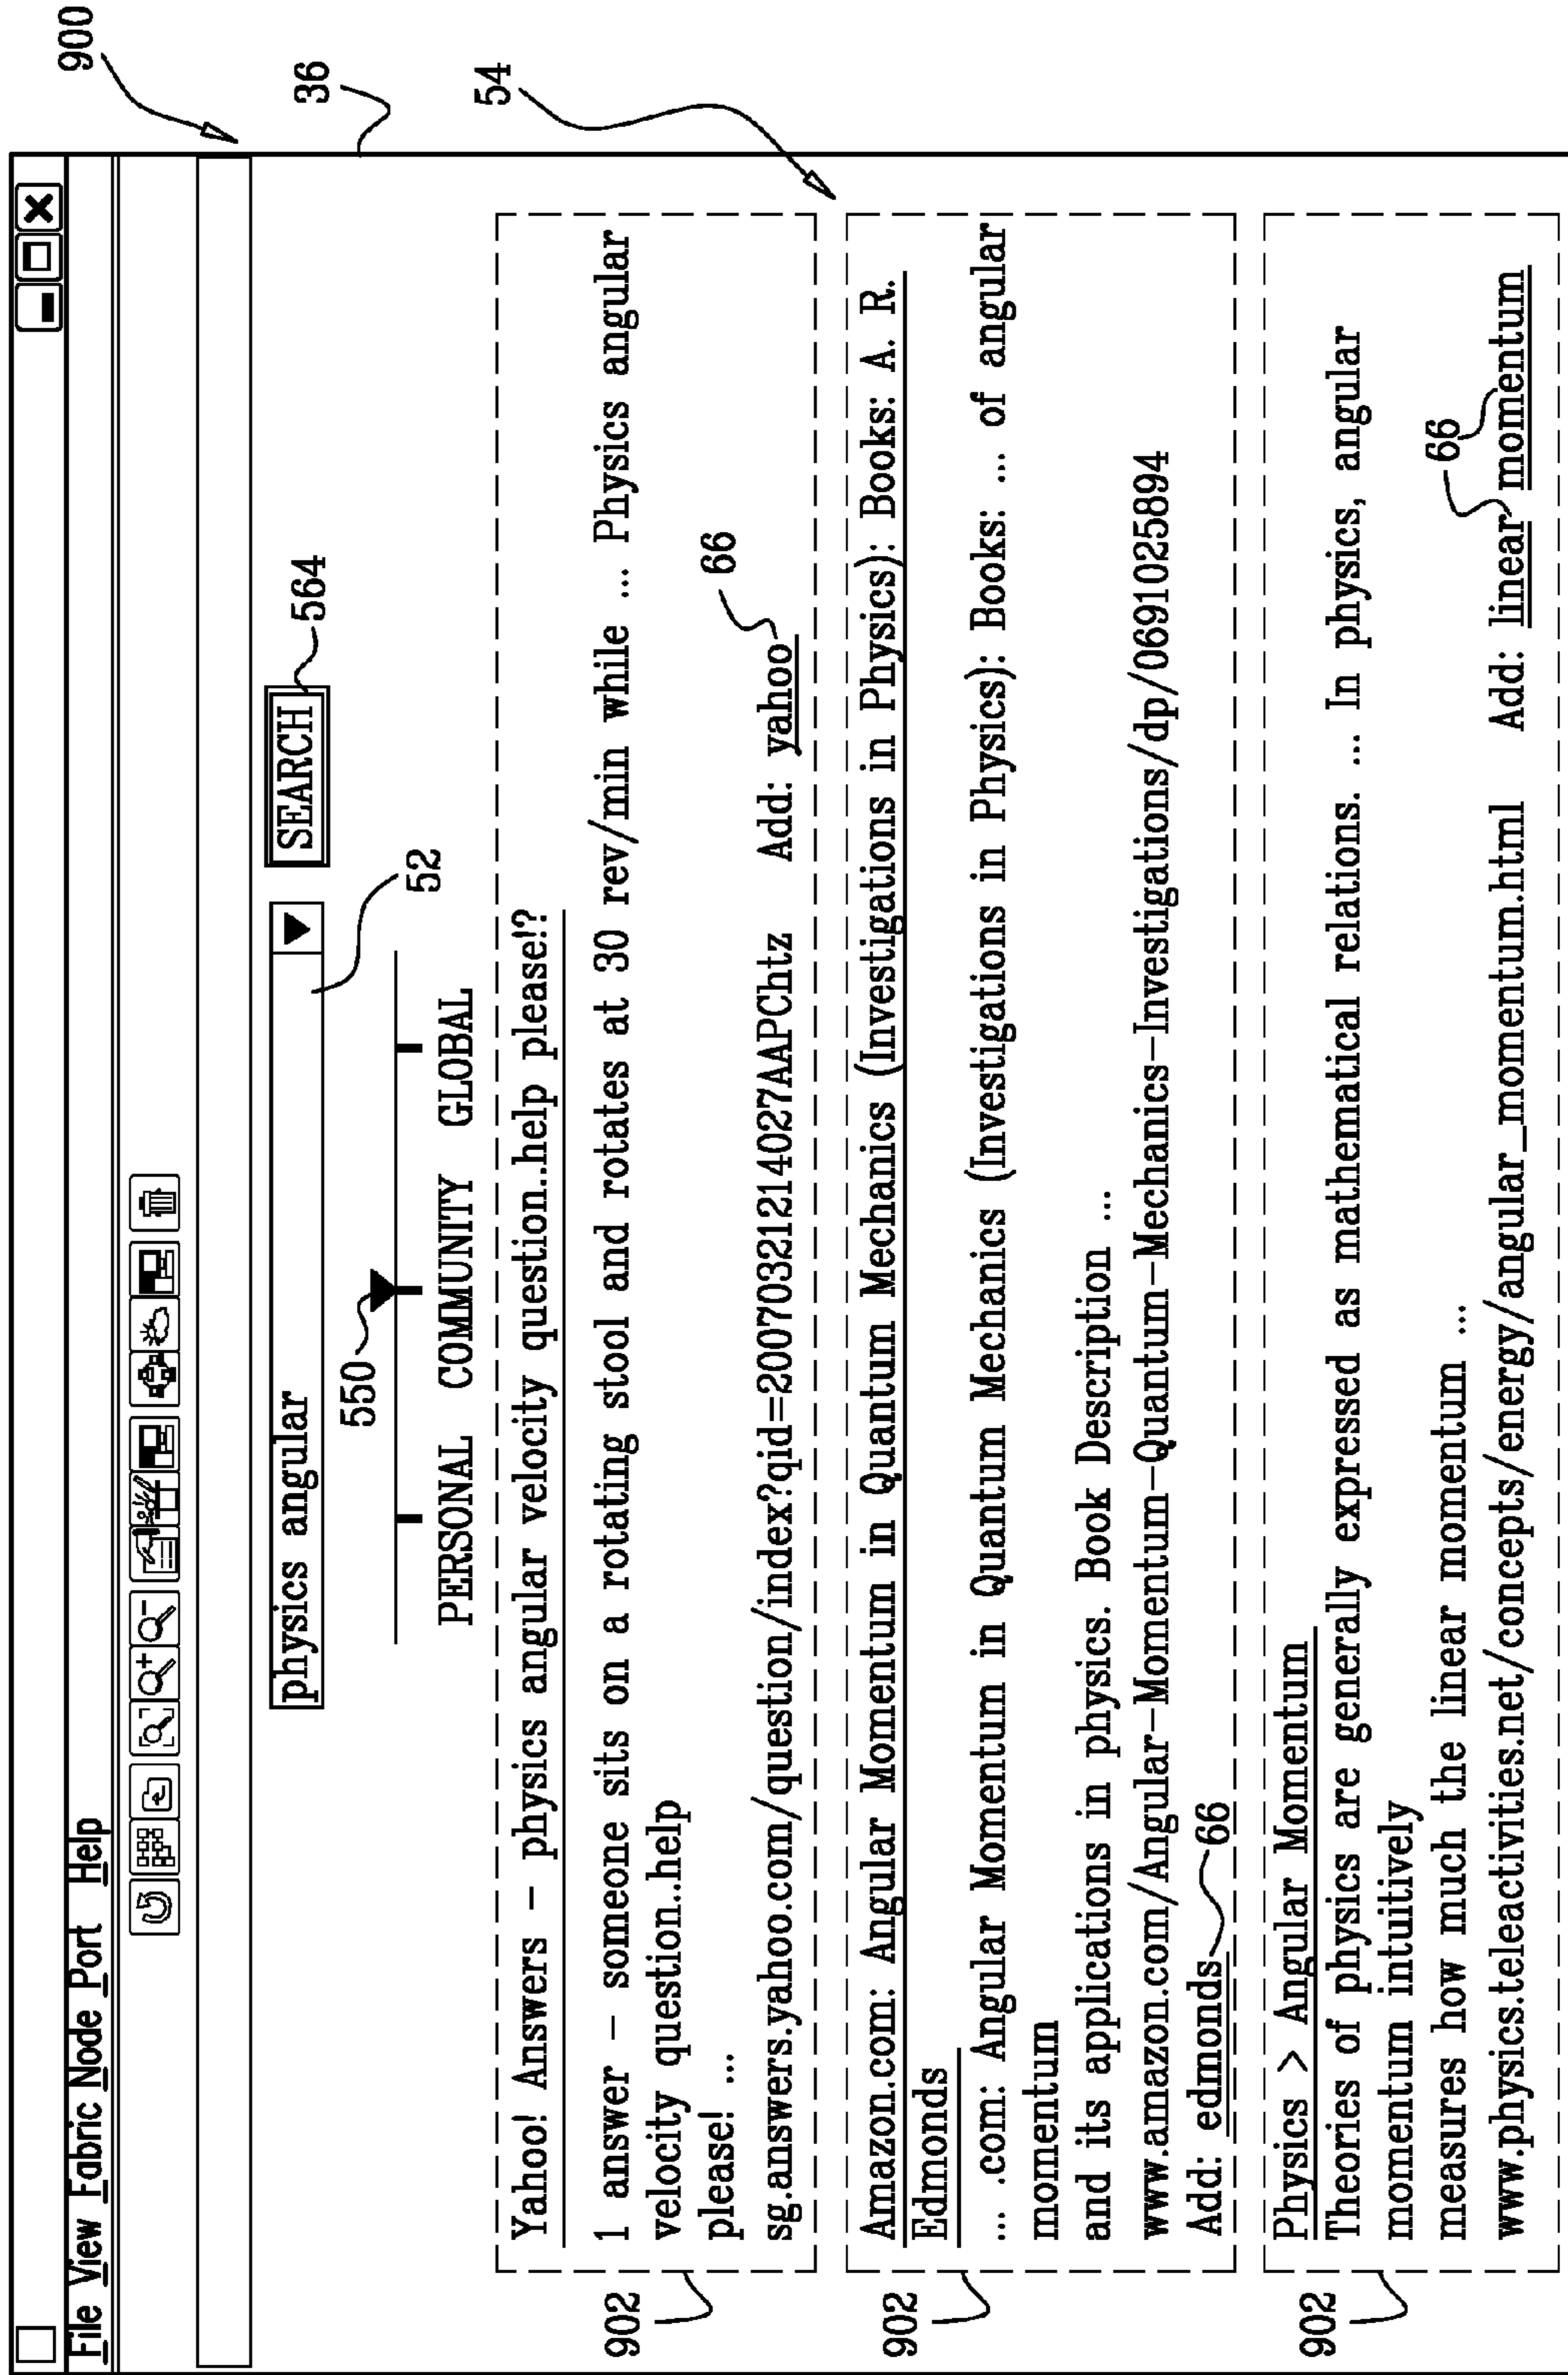 900
File View Fabric Node Port Help
36
physics angular
SEARCH
564
52
550
PERSONAL COMMUNITY GLOBAL
54
902
Yahoo! Answers - physics angular velocity question..help please!?
1 answer - someone sits on a rotating stool and rotates at 30 rev/min while ... Physics angular
velocity question..help
please! ...
sg.answers.yahoo.com/question/index?qid=20070321214027AAPChtz Add: yahoo
66
902
Amazon.com: Angular Momentum in Quantum Mechanics (Investigations in Physics): Books: A. R.
Edmonds
... .com: Angular Momentum in Quantum Mechanics (Investigations in Physics): Books: ... of angular
momentum
and its applications in physics. Book Description ...
www.amazon.com/Angular-Momentum-Quantum-Mechanics-Investigations/dp/0691025894
Add: edmonds
66
902
Physics > Angular Momentum
Theories of physics are generally expressed as mathematical relations. ... In physics, angular
momentum intuitively
measures how much the linear momentum ...
www.physics.teleactivities.net/concepts/energy/angular_momentum.html Add: linear momentum
66